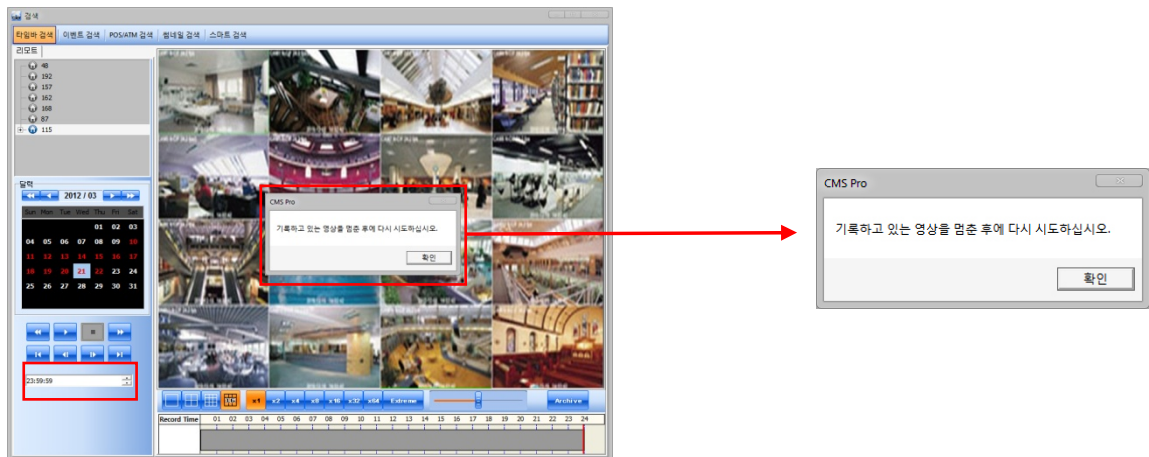 검색
타임바 검색 이벤트 검색 POS/ATM 검색 썸네일 검색 스마트 검색
리모트
48
192
157
162
168
87
115
달력
2012 / 03
Sun Mon Tue Wed Thu Fri Sat
01 02 03
04 05 06 07 08 09 10
11 12 13 14 15 16 17
18 19 20 21 22 23 24
25 26 27 28 29 30 31
23:59:59
CMS Pro
기록하고 있는 영상을 멈춘 후에 다시 시도하십시오.
확인
x1 x2 x4 x8 x16 x32 x64 Extreme Archive
Record Time 01 02 03 04 05 06 07 08 09 10 11 12 13 14 15 16 17 18 19 20 21 22 23 24
CMS Pro
기록하고 있는 영상을 멈춘 후에 다시 시도하십시오.
확인